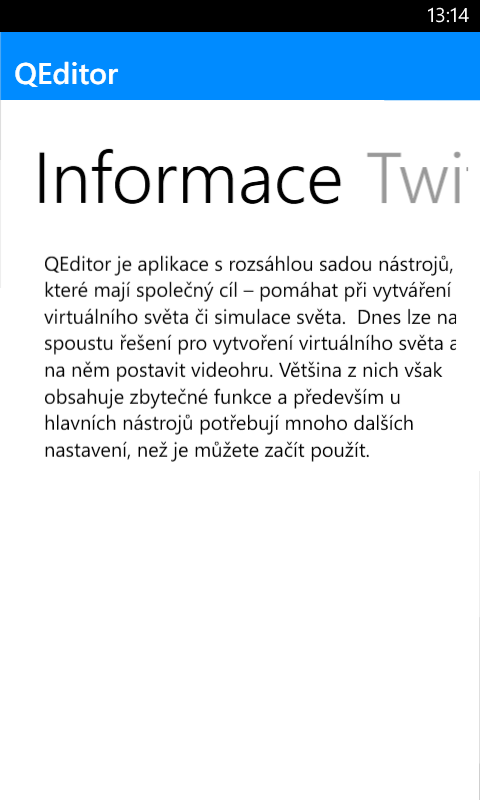 13:14
QEditor
Informace Twi
QEditor je aplikace s rozsáhlou sadou nástrojů,
které mají společný cíl – pomáhat při vytváření
virtuálního světa či simulace světa.  Dnes lze na
spoustu řešení pro vytvoření virtuálního světa a
na něm postavit videohru. Většina z nich však
obsahuje zbytečné funkce a především u
hlavních nástrojů potřebují mnoho dalších
nastavení, než je můžete začít použít.